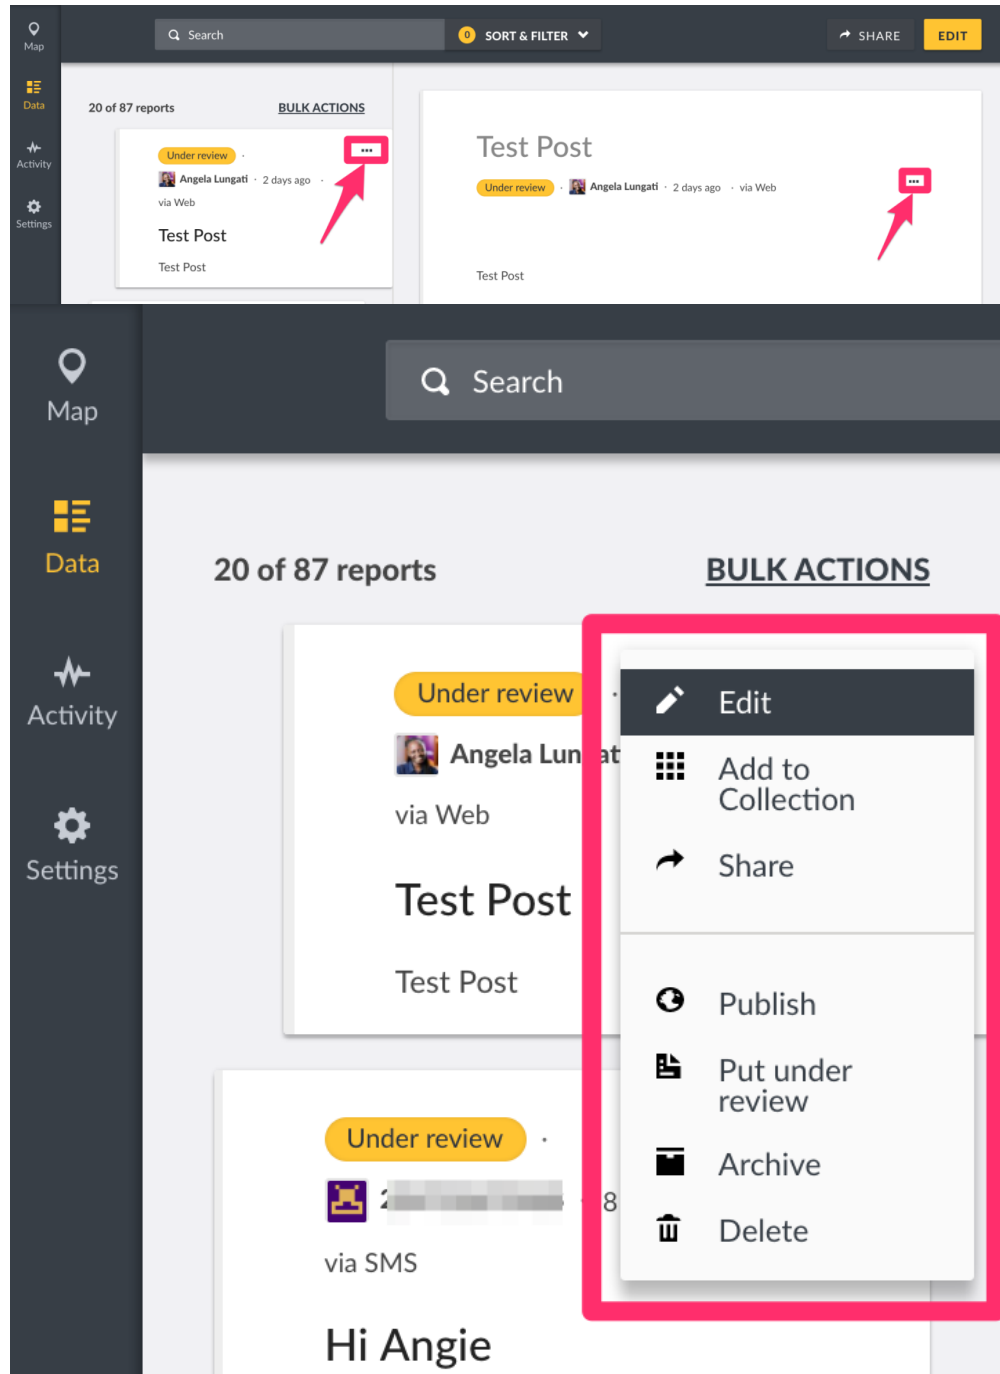 Map
Data
Activity
Settings
Search
0 SORT & FILTER
SHARE
EDIT
20 of 87 reports
BULK ACTIONS
Under review ·
Angela Lungati · 2 days ago ·
via Web
Test Post
Test Post
Test Post
Under review · Angela Lungati · 2 days ago · via Web
Test Post
Map
Data
Activity
Settings
Search
20 of 87 reports
BULK ACTIONS
Under review ·
Angela Lungati
via Web
Test Post
Test Post
Edit
Add to
Collection
Share
Publish
Put under
review
Archive
Delete
Under review ·
2
· 8
via SMS
Hi Angie